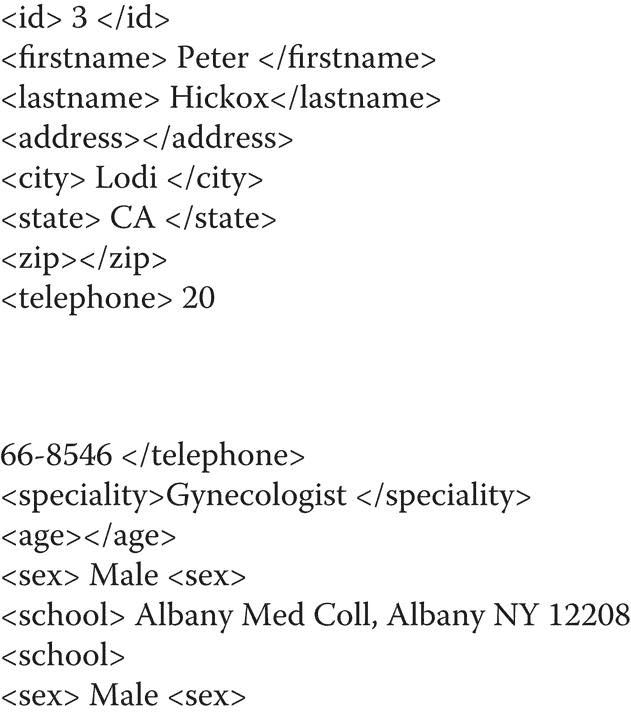 <id> 3 </id>
<firstname> Peter </firstname>
<lastname> Hickox</lastname>
<address></address>
<city> Lodi </city>
<state> CA </state>
<zip></zip>
<telephone> 20
66-8546 </telephone>
<speciality>Gynecologist </speciality>
<age></age>
<sex> Male <sex>
<school> Albany Med Coll, Albany NY 12208
<school>
<sex> Male <sex>